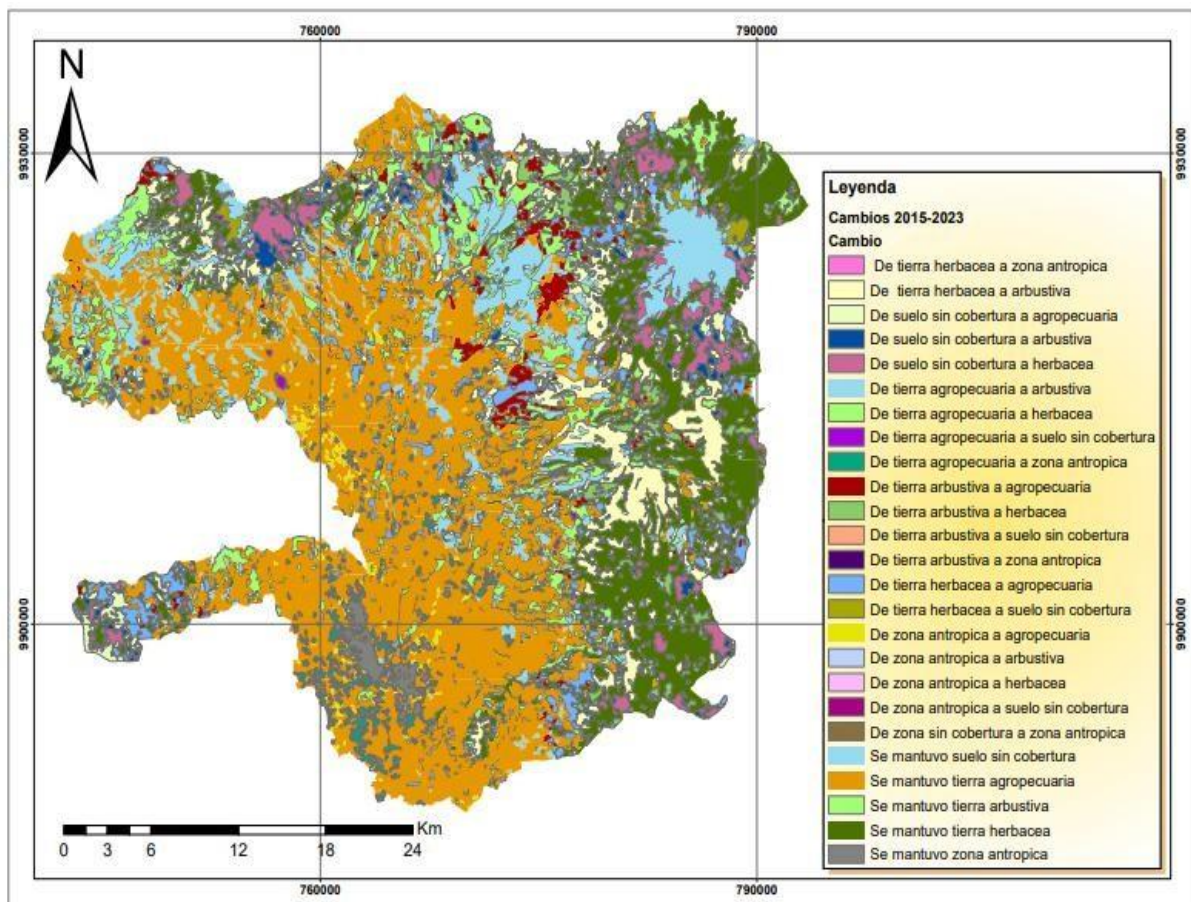 760000
790000
N
9930000
9930000
Leyenda
Cambios 2015-2023
Cambio
De tierra herbacea a zona antropica
De tierra herbacea a arbustiva
De suelo sin cobertura a agropecuaria
De suelo sin cobertura a arbustiva
De suelo sin cobertura a herbacea
De tierra agropecuaria a arbustiva
De tierra agropecuaria a herbacea
De tierra agropecuaria a suelo sin cobertura
De tierra agropecuaria a zona antropica
De tierra arbustiva a agropecuaria
De tierra arbustiva a herbacea
De tierra arbustiva a suelo sin cobertura
De tierra arbustiva a zona antropica
De tierra herbacea a agropecuaria
De tierra herbacea a suelo sin cobertura
De zona antropica a agropecuaria
De zona antropica a arbustiva
De zona antropica a herbacea
De zona antropica a suelo sin cobertura
De zona sin cobertura a zona antropica
Se mantuvo suelo sin cobertura
Se mantuvo tierra agropecuaria
Se mantuvo tierra arbustiva
Se mantuvo tierra herbacea
Se mantuvo zona antropica
9900000
9900000
Km
0 3 6 12 18 24
760000
790000